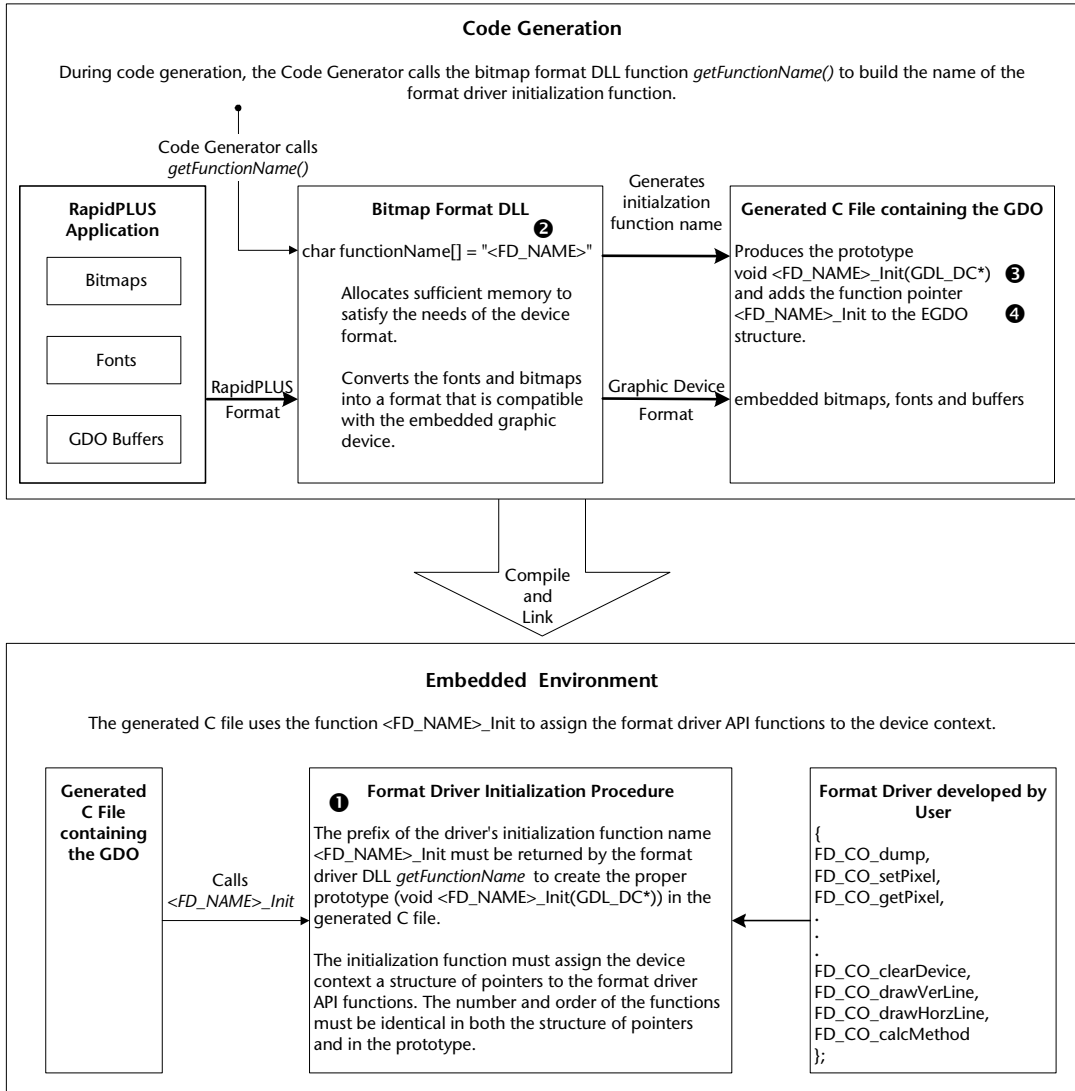 Code Generation
During code generation, the Code Generator calls the bitmap format DLL function getFunctionName() to build the name of the
format driver initialization function.
Code Generator calls
getFunctionName()
RapidPLUS
Application
Bitmaps
Fonts
GDO Buffers
RapidPLUS
Format
Bitmap Format DLL
❷
char functionName[] = "<FD_NAME>"
Allocates sufficient memory to
satisfy the needs of the device
format.
Converts the fonts and bitmaps
into a format that is compatible
with the embedded graphic
device.
Generates
initialzation
function name
Graphic Device
Format
Generated C File containing the GDO
Produces the prototype
void <FD_NAME>_Init(GDL_DC*) ❸
and adds the function pointer
<FD_NAME>_Init to the EGDO ❹
structure.
embedded bitmaps, fonts and buffers
Compile
and
Link
Embedded Environment
The generated C file uses the function <FD_NAME>_Init to assign the format driver API functions to the device context.
Generated
C File
containing
the GDO
Calls
<FD_NAME>_Init
❶ Format Driver Initialization Procedure
The prefix of the driver's initialization function name
<FD_NAME>_Init must be returned by the format
driver DLL getFunctionName to create the proper
prototype (void <FD_NAME>_Init(GDL_DC*)) in the
generated C file.
The initialization function must assign the device
context a structure of pointers to the format driver
API functions. The number and order of the functions
must be identical in both the structure of pointers
and in the prototype.
Format Driver developed by
User
{
FD_CO_dump,
FD_CO_setPixel,
FD_CO_getPixel,
.
.
.
FD_CO_clearDevice,
FD_CO_drawVerLine,
FD_CO_drawHorzLine,
FD_CO_calcMethod
};